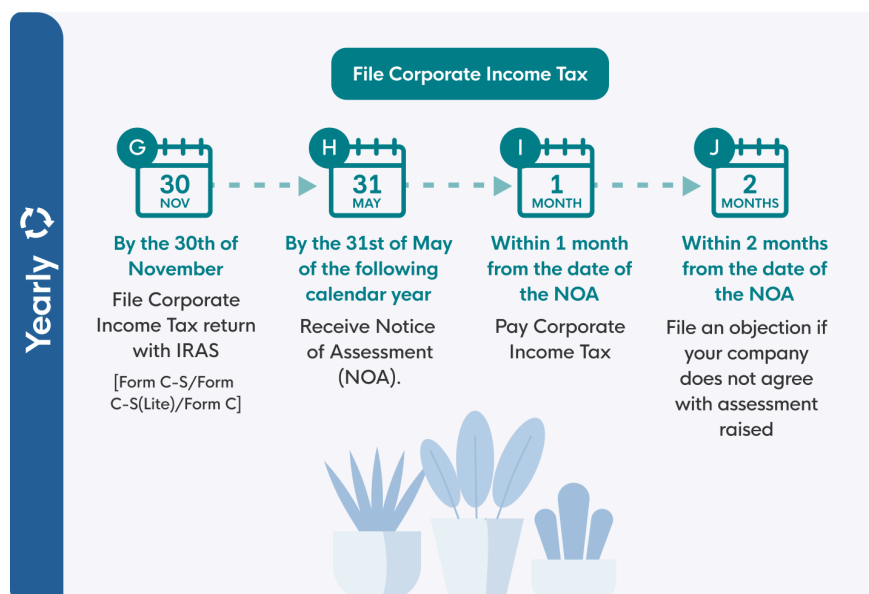 Yearly
File Corporate Income Tax
G
30
NOV
By the 30th of
November
File Corporate
Income Tax return
with IRAS
[Form C-S/Form
C-S(Lite)/Form C]
H
31
MAY
By the 31st of May
of the following
calendar year
Receive Notice
of Assessment
(NOA).
I
1
MONTH
Within 1 month
from the date of
the NOA
Pay Corporate
Income Tax
J
2
MONTHS
Within 2 months
from the date of
the NOA
File an objection if
your company
does not agree
with assessment
raised